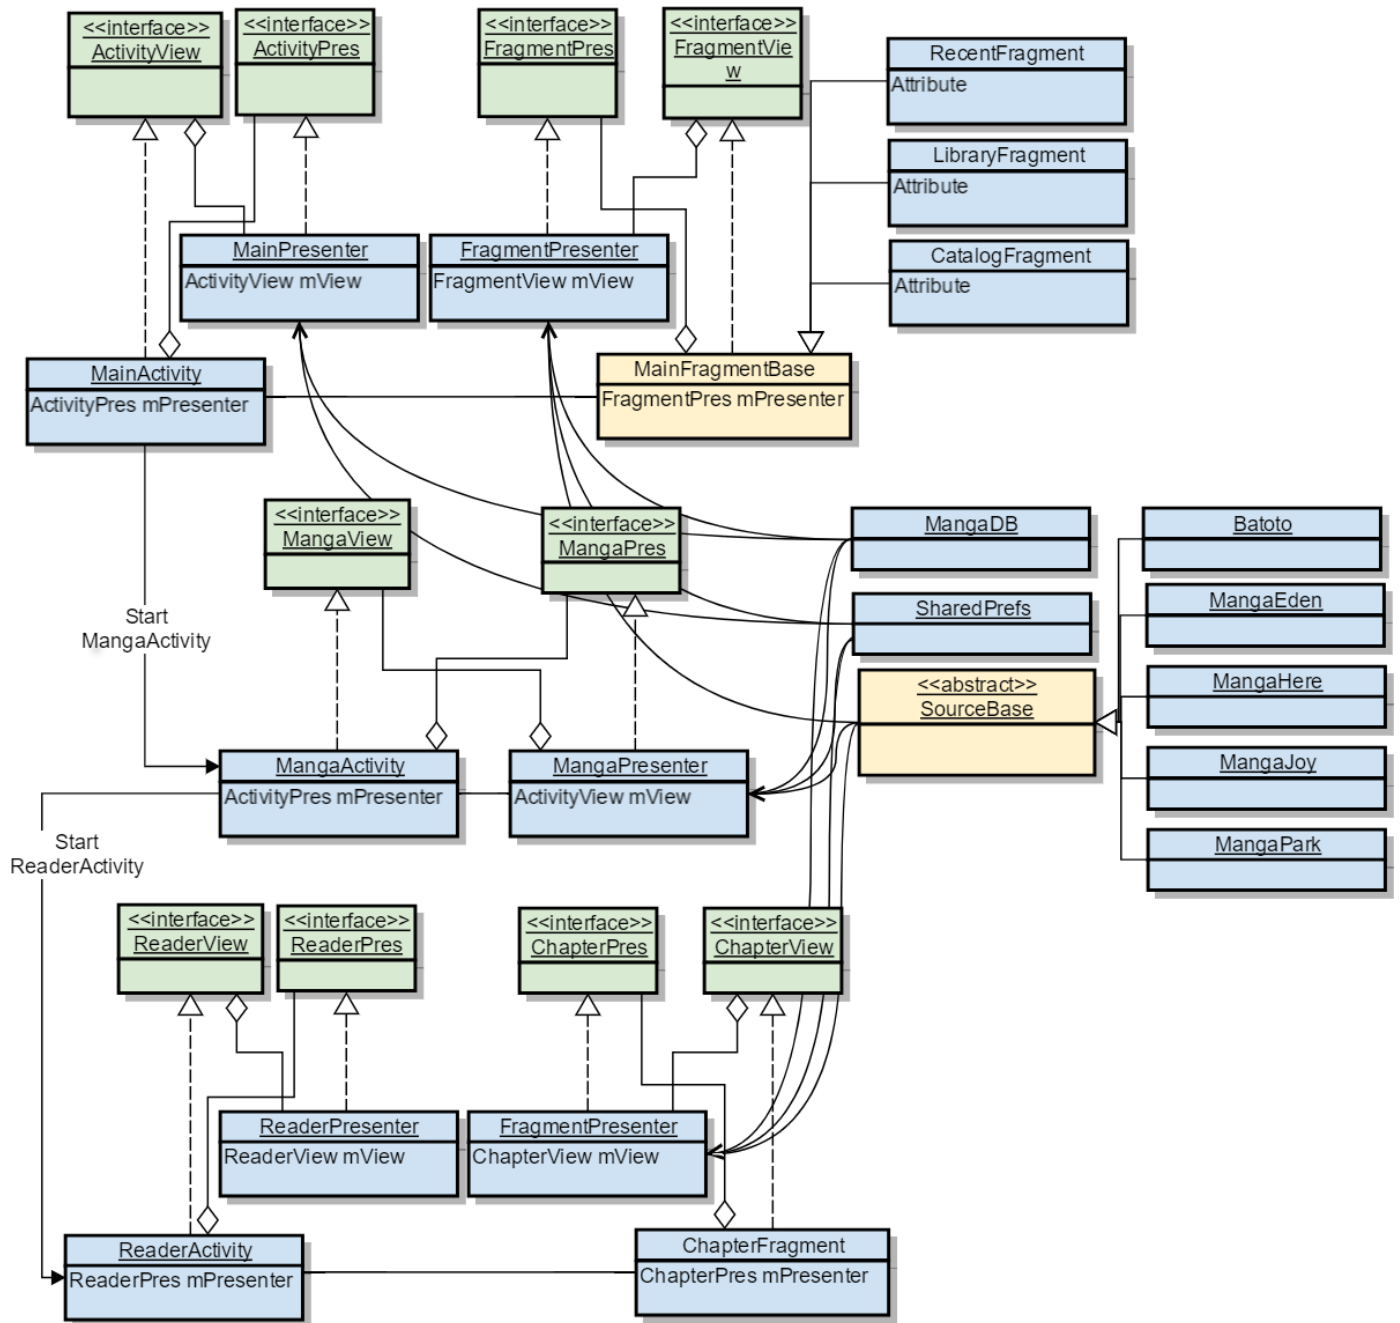 <<interface>>
ActivityView
<<interface>>
ActivityPres
<<interface>>
FragmentPres
<<interface>>
FragmentVie
w
RecentFragment
Attribute
LibraryFragment
Attribute
CatalogFragment
Attribute
MainPresenter
ActivityView mView
FragmentPresenter
FragmentView mView
MainActivity
ActivityPres mPresenter
MainFragmentBase
FragmentPres mPresenter
<<interface>>
MangaView
<<interface>>
MangaPres
MangaDB
Batoto
SharedPrefs
MangaEden
Start
MangaActivity
<<abstract>>
SourceBase
MangaHere
MangaJoy
MangaPark
MangaActivity
ActivityPres mPresenter
MangaPresenter
ActivityView mView
Start
ReaderActivity
<<interface>>
ReaderView
<<interface>>
ReaderPres
<<interface>>
ChapterPres
<<interface>>
ChapterView
ReaderPresenter
ReaderView mView
FragmentPresenter
ChapterView mView
ReaderActivity
ReaderPres mPresenter
ChapterFragment
ChapterPres mPresenter